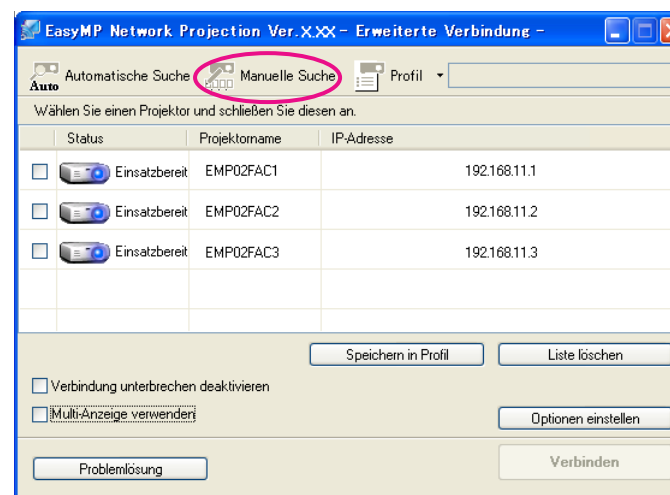 EasyMP Network Projection Ver.X.XX - Erweiterte Verbindung -
Auto Automatische Suche Manuelle Suche Profil
Wählen Sie einen Projektor und schließen Sie diesen an.
Status Projektorname IP-Adresse
Einsatzbereit EMP02FAC1 192.168.11.1
Einsatzbereit EMP02FAC2 192.168.11.2
Einsatzbereit EMP02FAC3 192.168.11.3
Speichern in Profil Liste löschen
Verbindung unterbrechen deaktivieren
Multi-Anzeige verwenden
Optionen einstellen
Problemlösung Verbinden